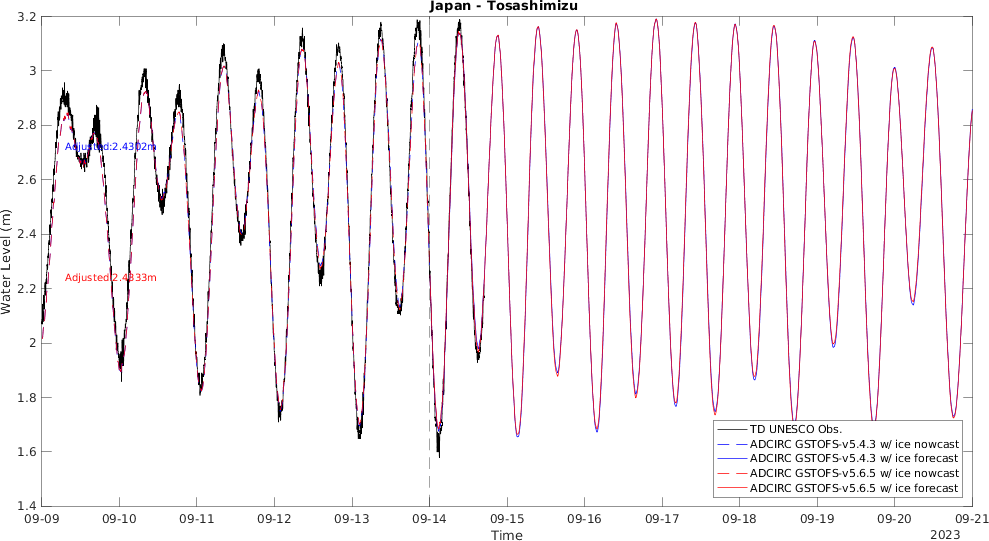 Japan - Tosashimizu
3.2
3
2.8
2.6
2.4
2.2
2
1.8
1.6
1.4
Water Level (m)
Adjusted:2.4302m
Adjusted:2.4333m
TD UNESCO Obs.
ADCIRC GSTOFS-v5.4.3 w/ ice nowcast
ADCIRC GSTOFS-v5.4.3 w/ ice forecast
ADCIRC GSTOFS-v5.6.5 w/ ice nowcast
ADCIRC GSTOFS-v5.6.5 w/ ice forecast
09-09 09-10 09-11 09-12 09-13 09-14 09-15 09-16 09-17 09-18 09-19 09-20 09-21
Time
2023